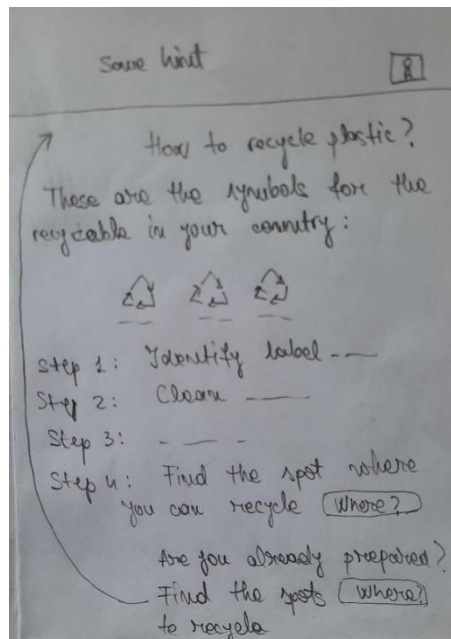 Save hint
How to recycle plastic?
These are the symbols for the
recycable in your country:
Step 1: Identify label
Step 2: Clean
Step 3:
Step 4: Find the spot where
you can recycle Where?
Are you already prepared?
Find the spots Where?
to recycle